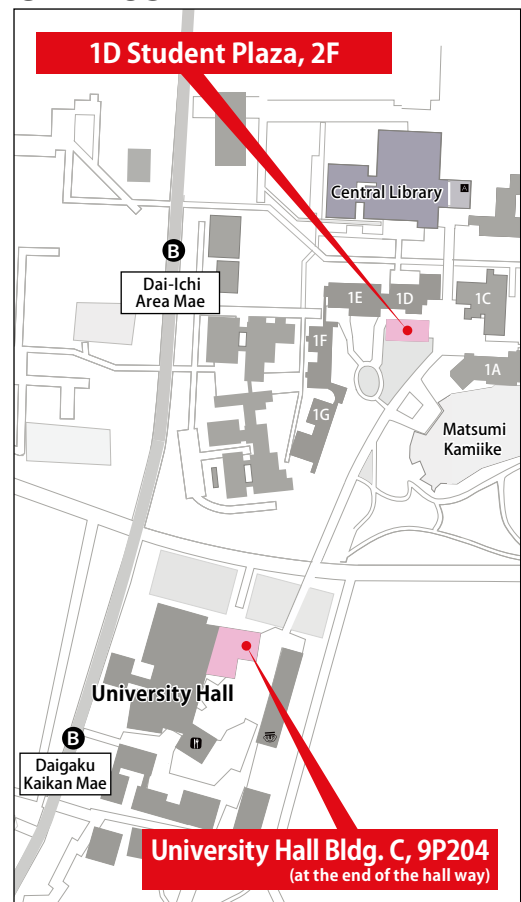 1D Student Plaza, 2F
Central Library
A
B
Dai-Ichi
Area Mae
1E
1D
1C
1F
1A
1G
Matsumi
Kamiike
University Hall
B
Daigaku
Kaikan Mae
University Hall Bldg. C, 9P204
(at the end of the hall way)